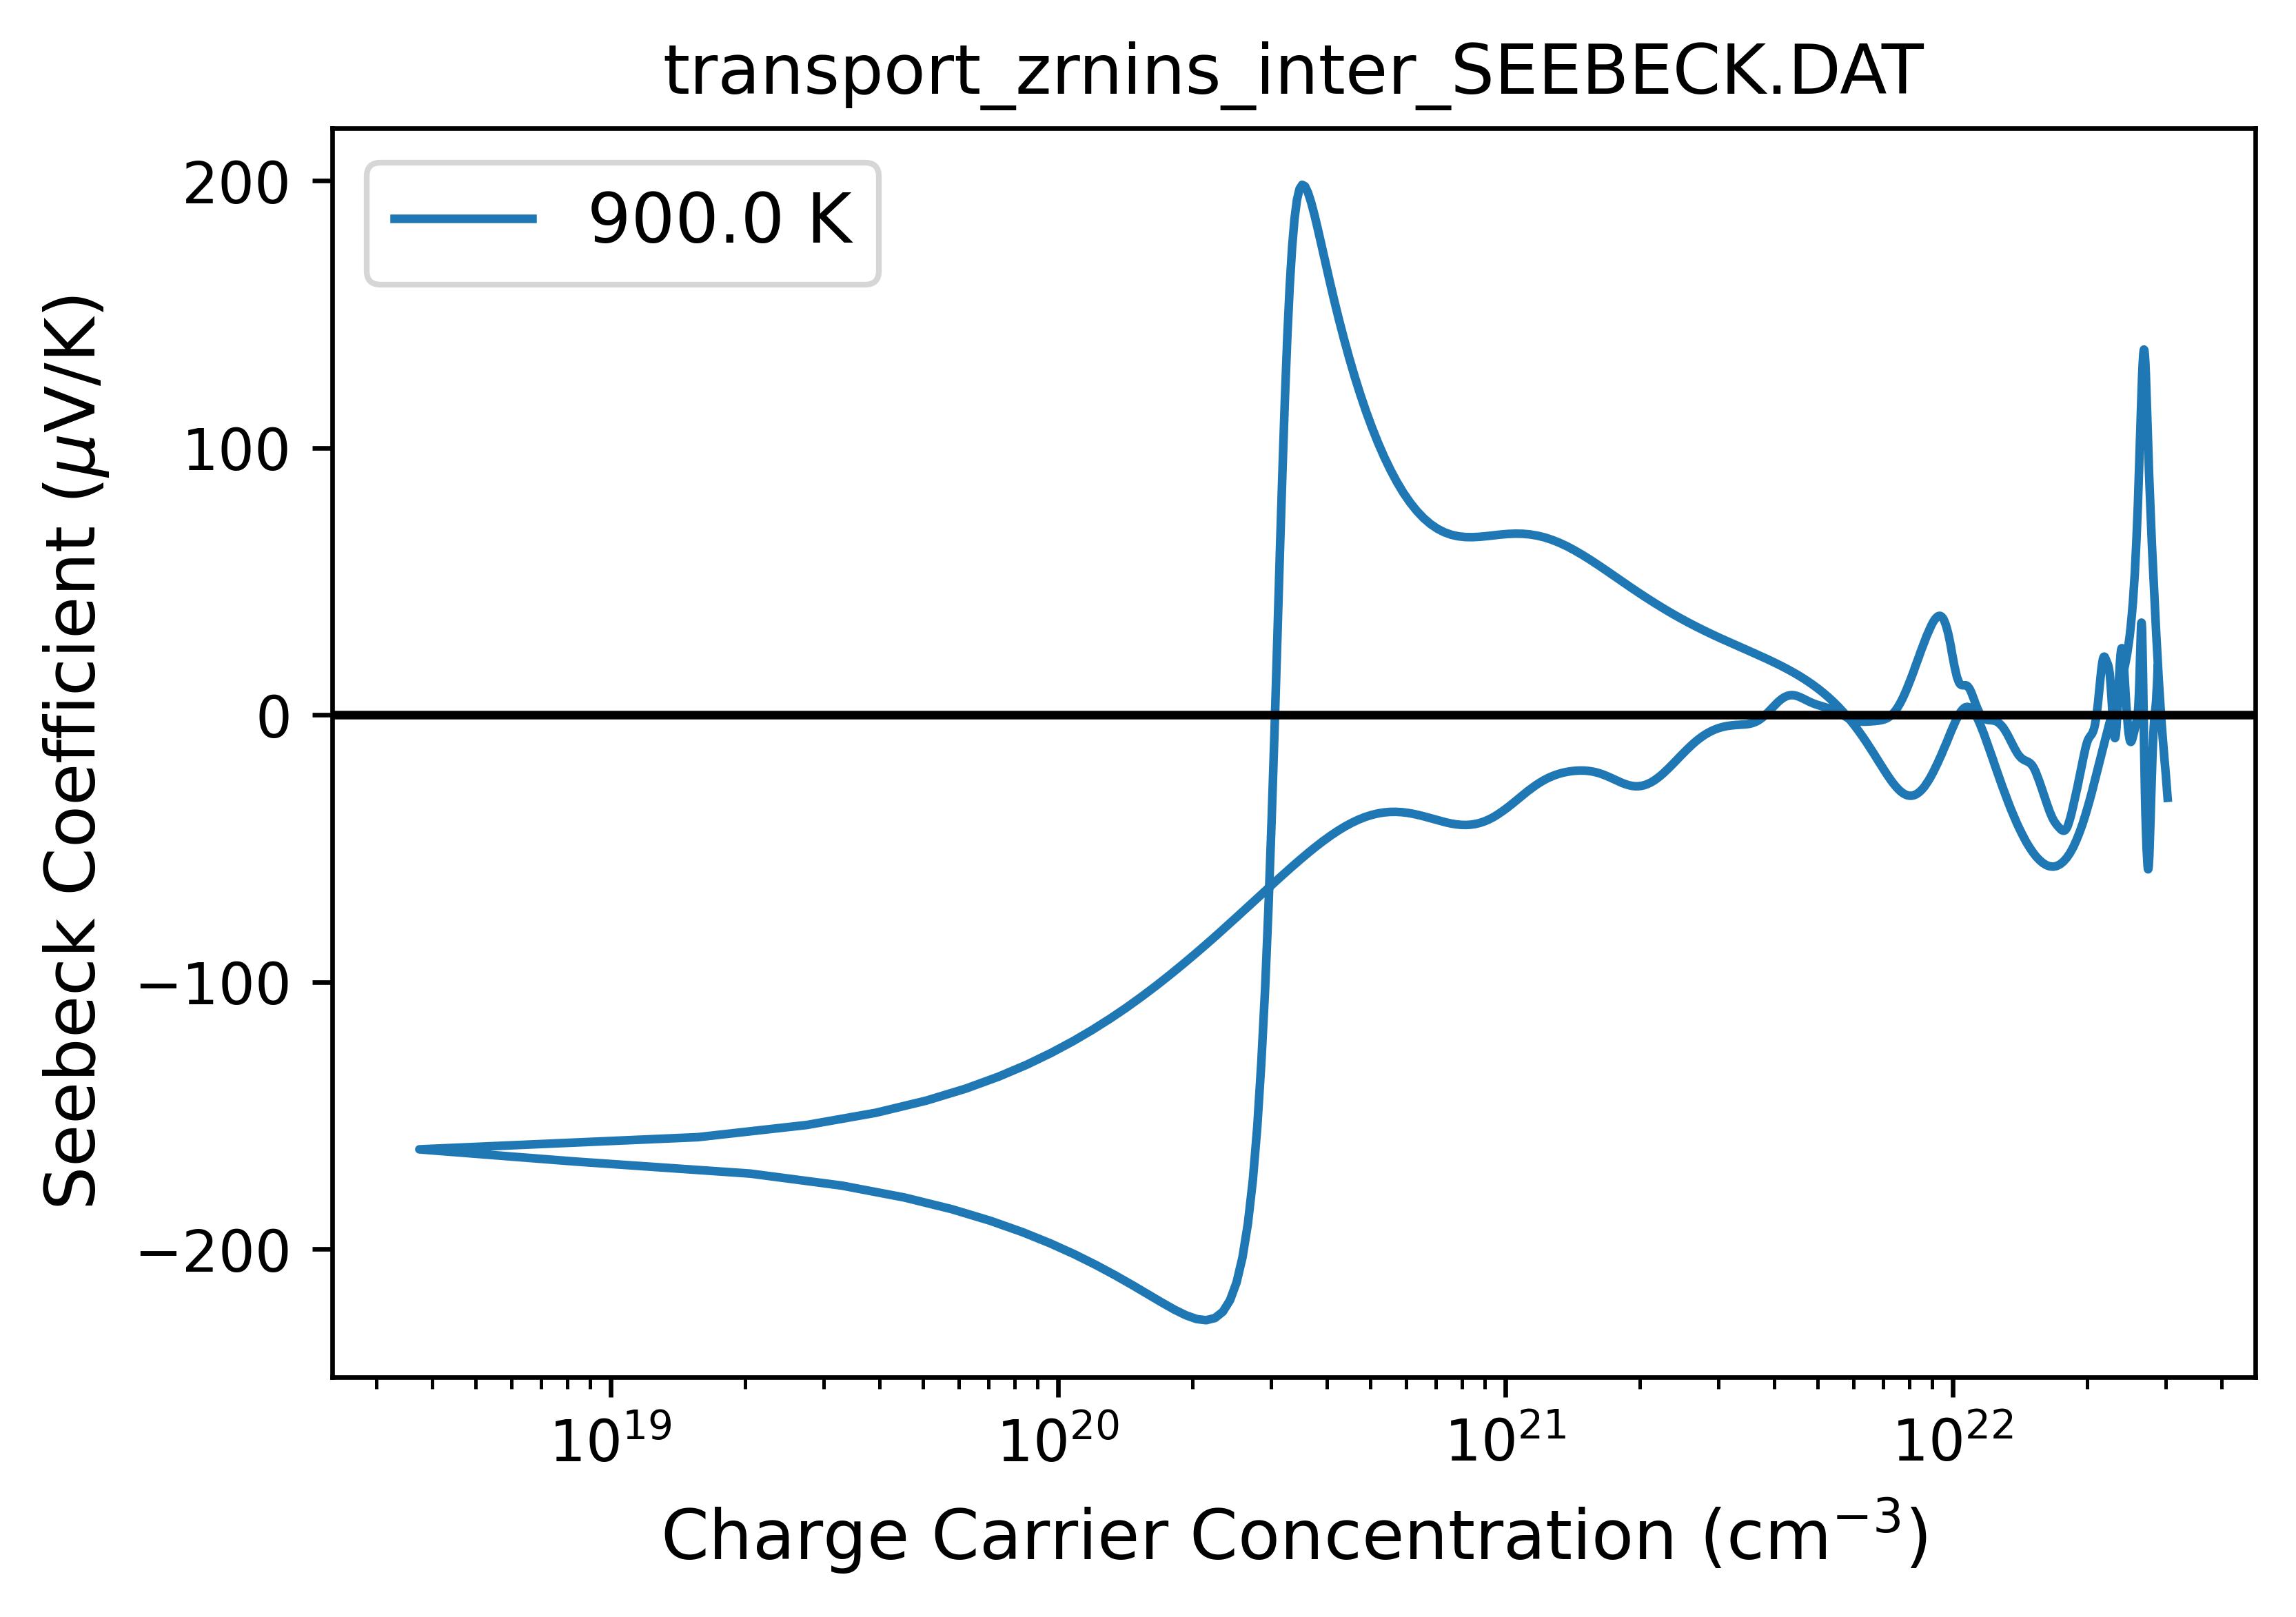 transport_zrnins_inter_SEEBECK.DAT
900.0 K
Seebeck Coefficient (μV/K)
200
100
0
−100
−200
10¹⁹
10²⁰
10²¹
10²²
Charge Carrier Concentration (cm⁻³)